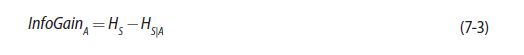 InfoGain_A = H_S − H_S|A (7-3)